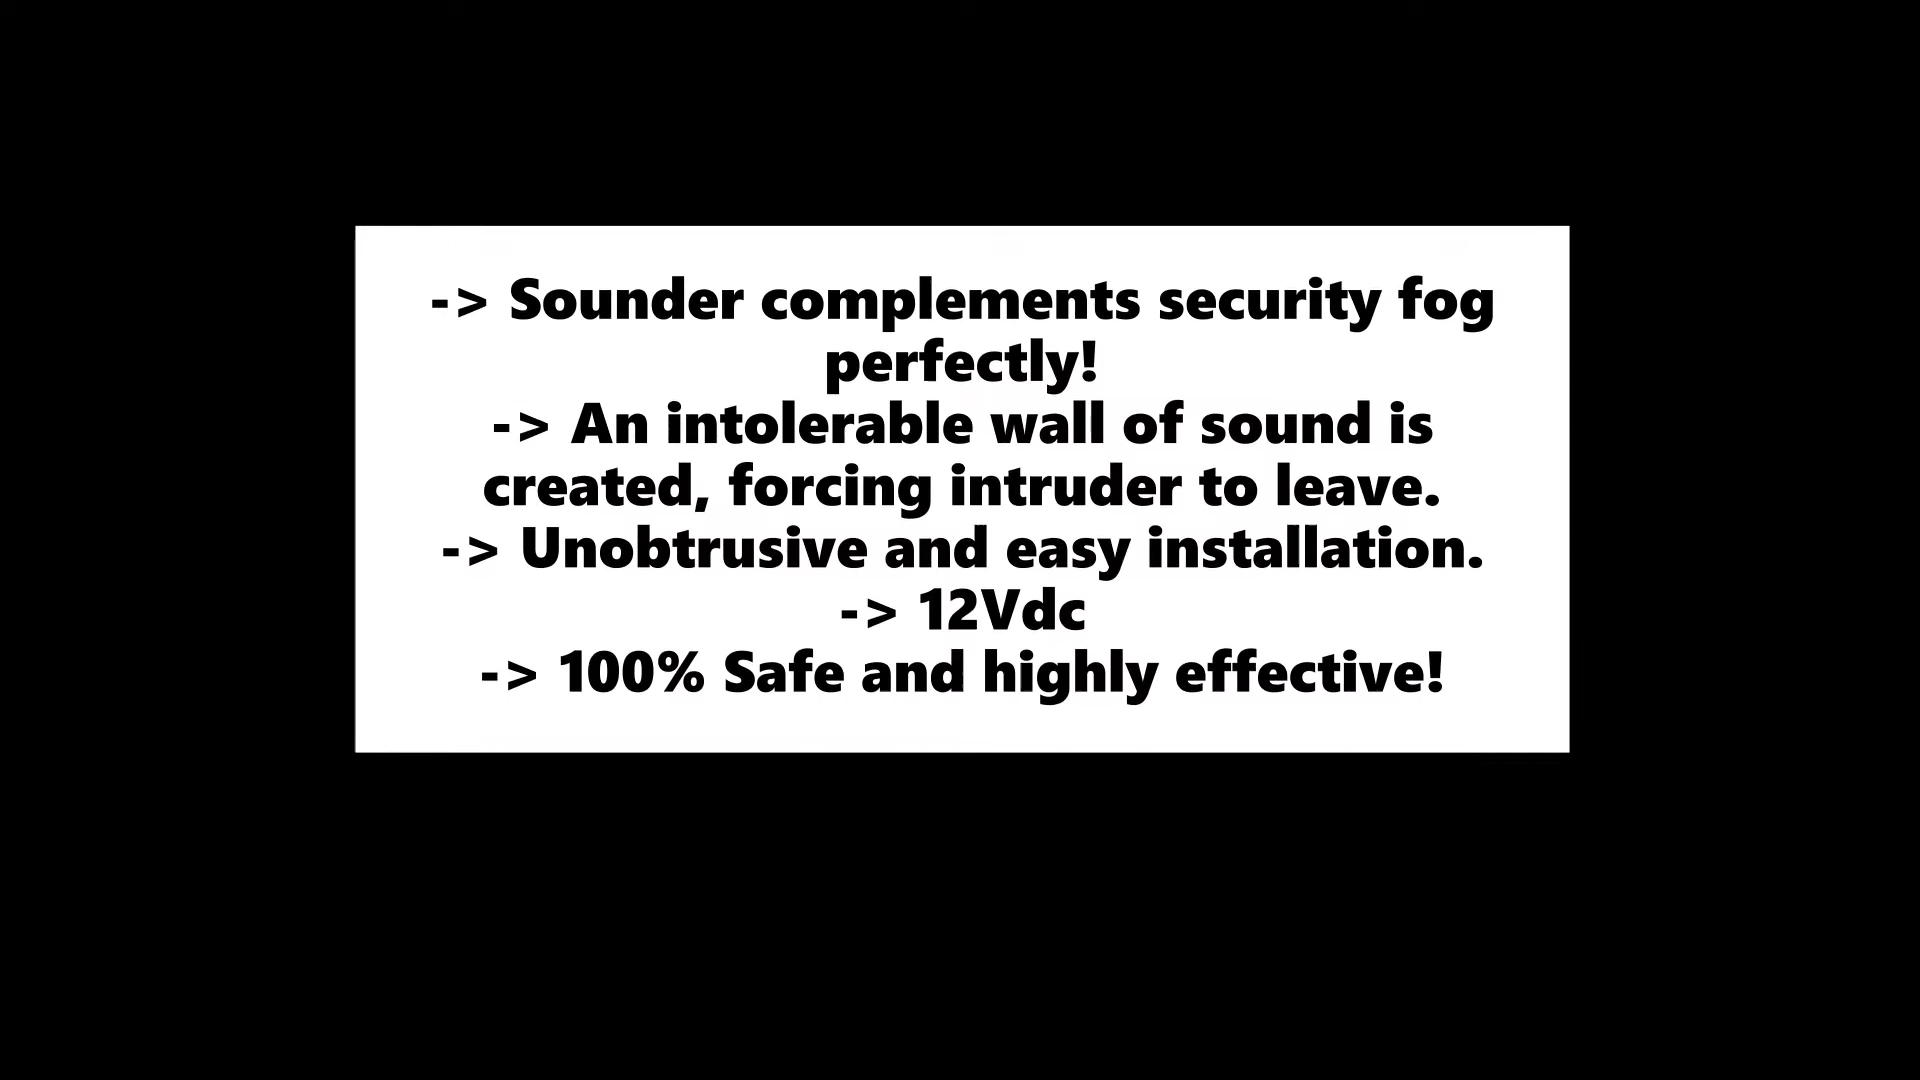 -> Sounder complements security fog
perfectly!
-> An intolerable wall of sound is
created, forcing intruder to leave.
-> Unobtrusive and easy installation.
-> 12Vdc
-> 100% Safe and highly effective!